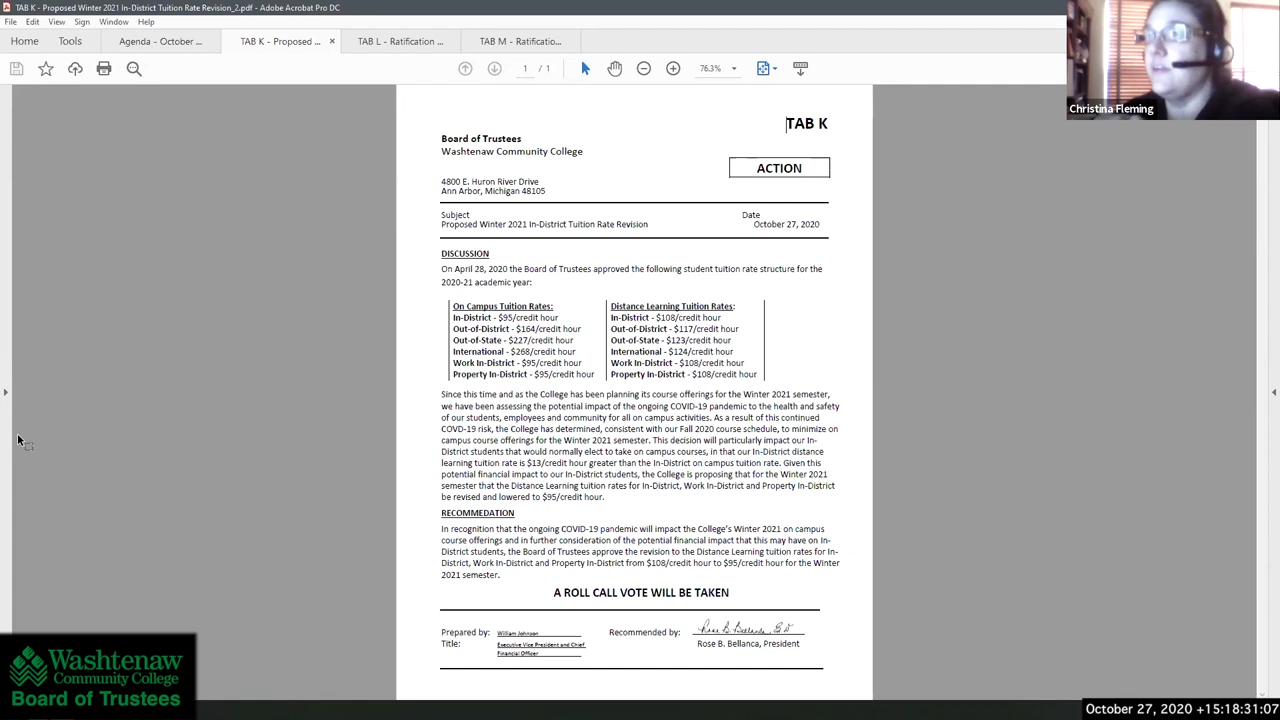 TAB K - Proposed Winter 2021 In-District Tuition Rate Revision_2.pdf - Adobe Acrobat Pro DC
File Edit View Sign Window Help
Home Tools Agenda - October ... TAB K - Proposed ... × TAB L - Ratifi... TAB M - Ratificatio...
1 / 1 76.3%
Christina Fleming
TAB K
Board of Trustees
Washtenaw Community College
ACTION
4800 E. Huron River Drive
Ann Arbor, Michigan 48105
Subject Date
Proposed Winter 2021 In-District Tuition Rate Revision October 27, 2020
DISCUSSION
On April 28, 2020 the Board of Trustees approved the following student tuition rate structure for the
2020-21 academic year:
On Campus Tuition Rates:
In-District - $95/credit hour
Out-of-District - $164/credit hour
Out-of-State - $227/credit hour
International - $268/credit hour
Work In-District - $95/credit hour
Property In-District - $95/credit hour
Distance Learning Tuition Rates:
In-District - $108/credit hour
Out-of-District - $117/credit hour
Out-of-State - $123/credit hour
International - $124/credit hour
Work In-District - $108/credit hour
Property In-District - $108/credit hour
Since this time and as the College has been planning its course offerings for the Winter 2021 semester,
we have been assessing the potential impact of the ongoing COVID-19 pandemic to the health and safety
of our students, employees and community for all on campus activities. As a result of this continued
COVD-19 risk, the College has determined, consistent with our Fall 2020 course schedule, to minimize on
campus course offerings for the Winter 2021 semester. This decision will particularly impact our In-
District students that would normally elect to take on campus courses, in that our In-District distance
learning tuition rate is $13/credit hour greater than the In-District on campus tuition rate. Given this
potential financial impact to our In-District students, the College is proposing that for the Winter 2021
semester that the Distance Learning tuition rates for In-District, Work In-District and Property In-District
be revised and lowered to $95/credit hour.
RECOMMEDATION
In recognition that the ongoing COVID-19 pandemic will impact the College's Winter 2021 on campus
course offerings and in further consideration of the potential financial impact that this may have on In-
District students, the Board of Trustees approve the revision to the Distance Learning tuition rates for In-
District, Work In-District and Property In-District from $108/credit hour to $95/credit hour for the Winter
2021 semester.
A ROLL CALL VOTE WILL BE TAKEN
Prepared by: William Johnson Recommended by:
Title: Executive Vice President and Chief Rose B. Bellanca, President
Financial Officer
Washtenaw
Community College
Board of Trustees
October 27, 2020 +15:18:31:07